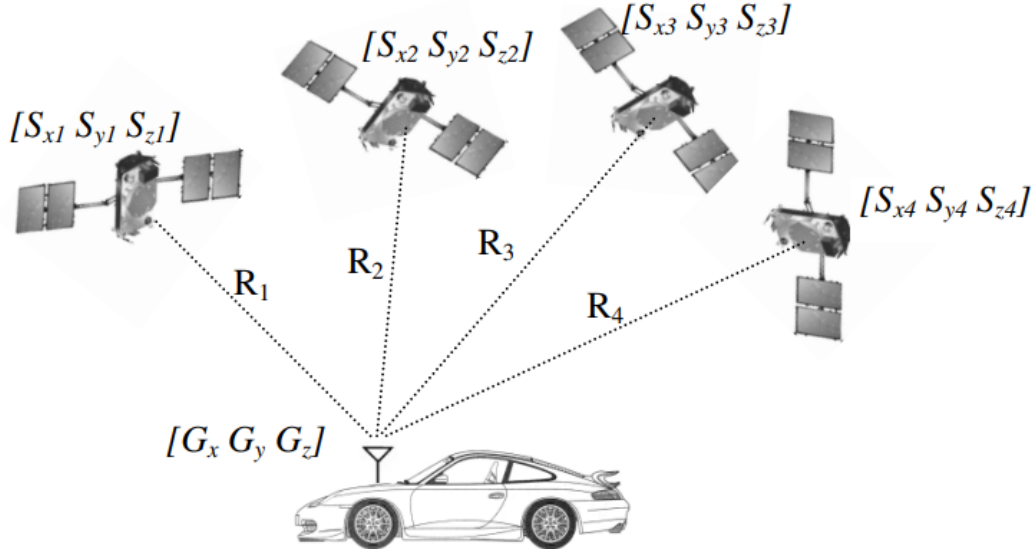 [Sx3 Sy3 Sz3]
[Sx2 Sy2 Sz2]
[Sx1 Sy1 Sz1]
[Sx4 Sy4 Sz4]
R1
R2
R3
R4
[Gx Gy Gz]